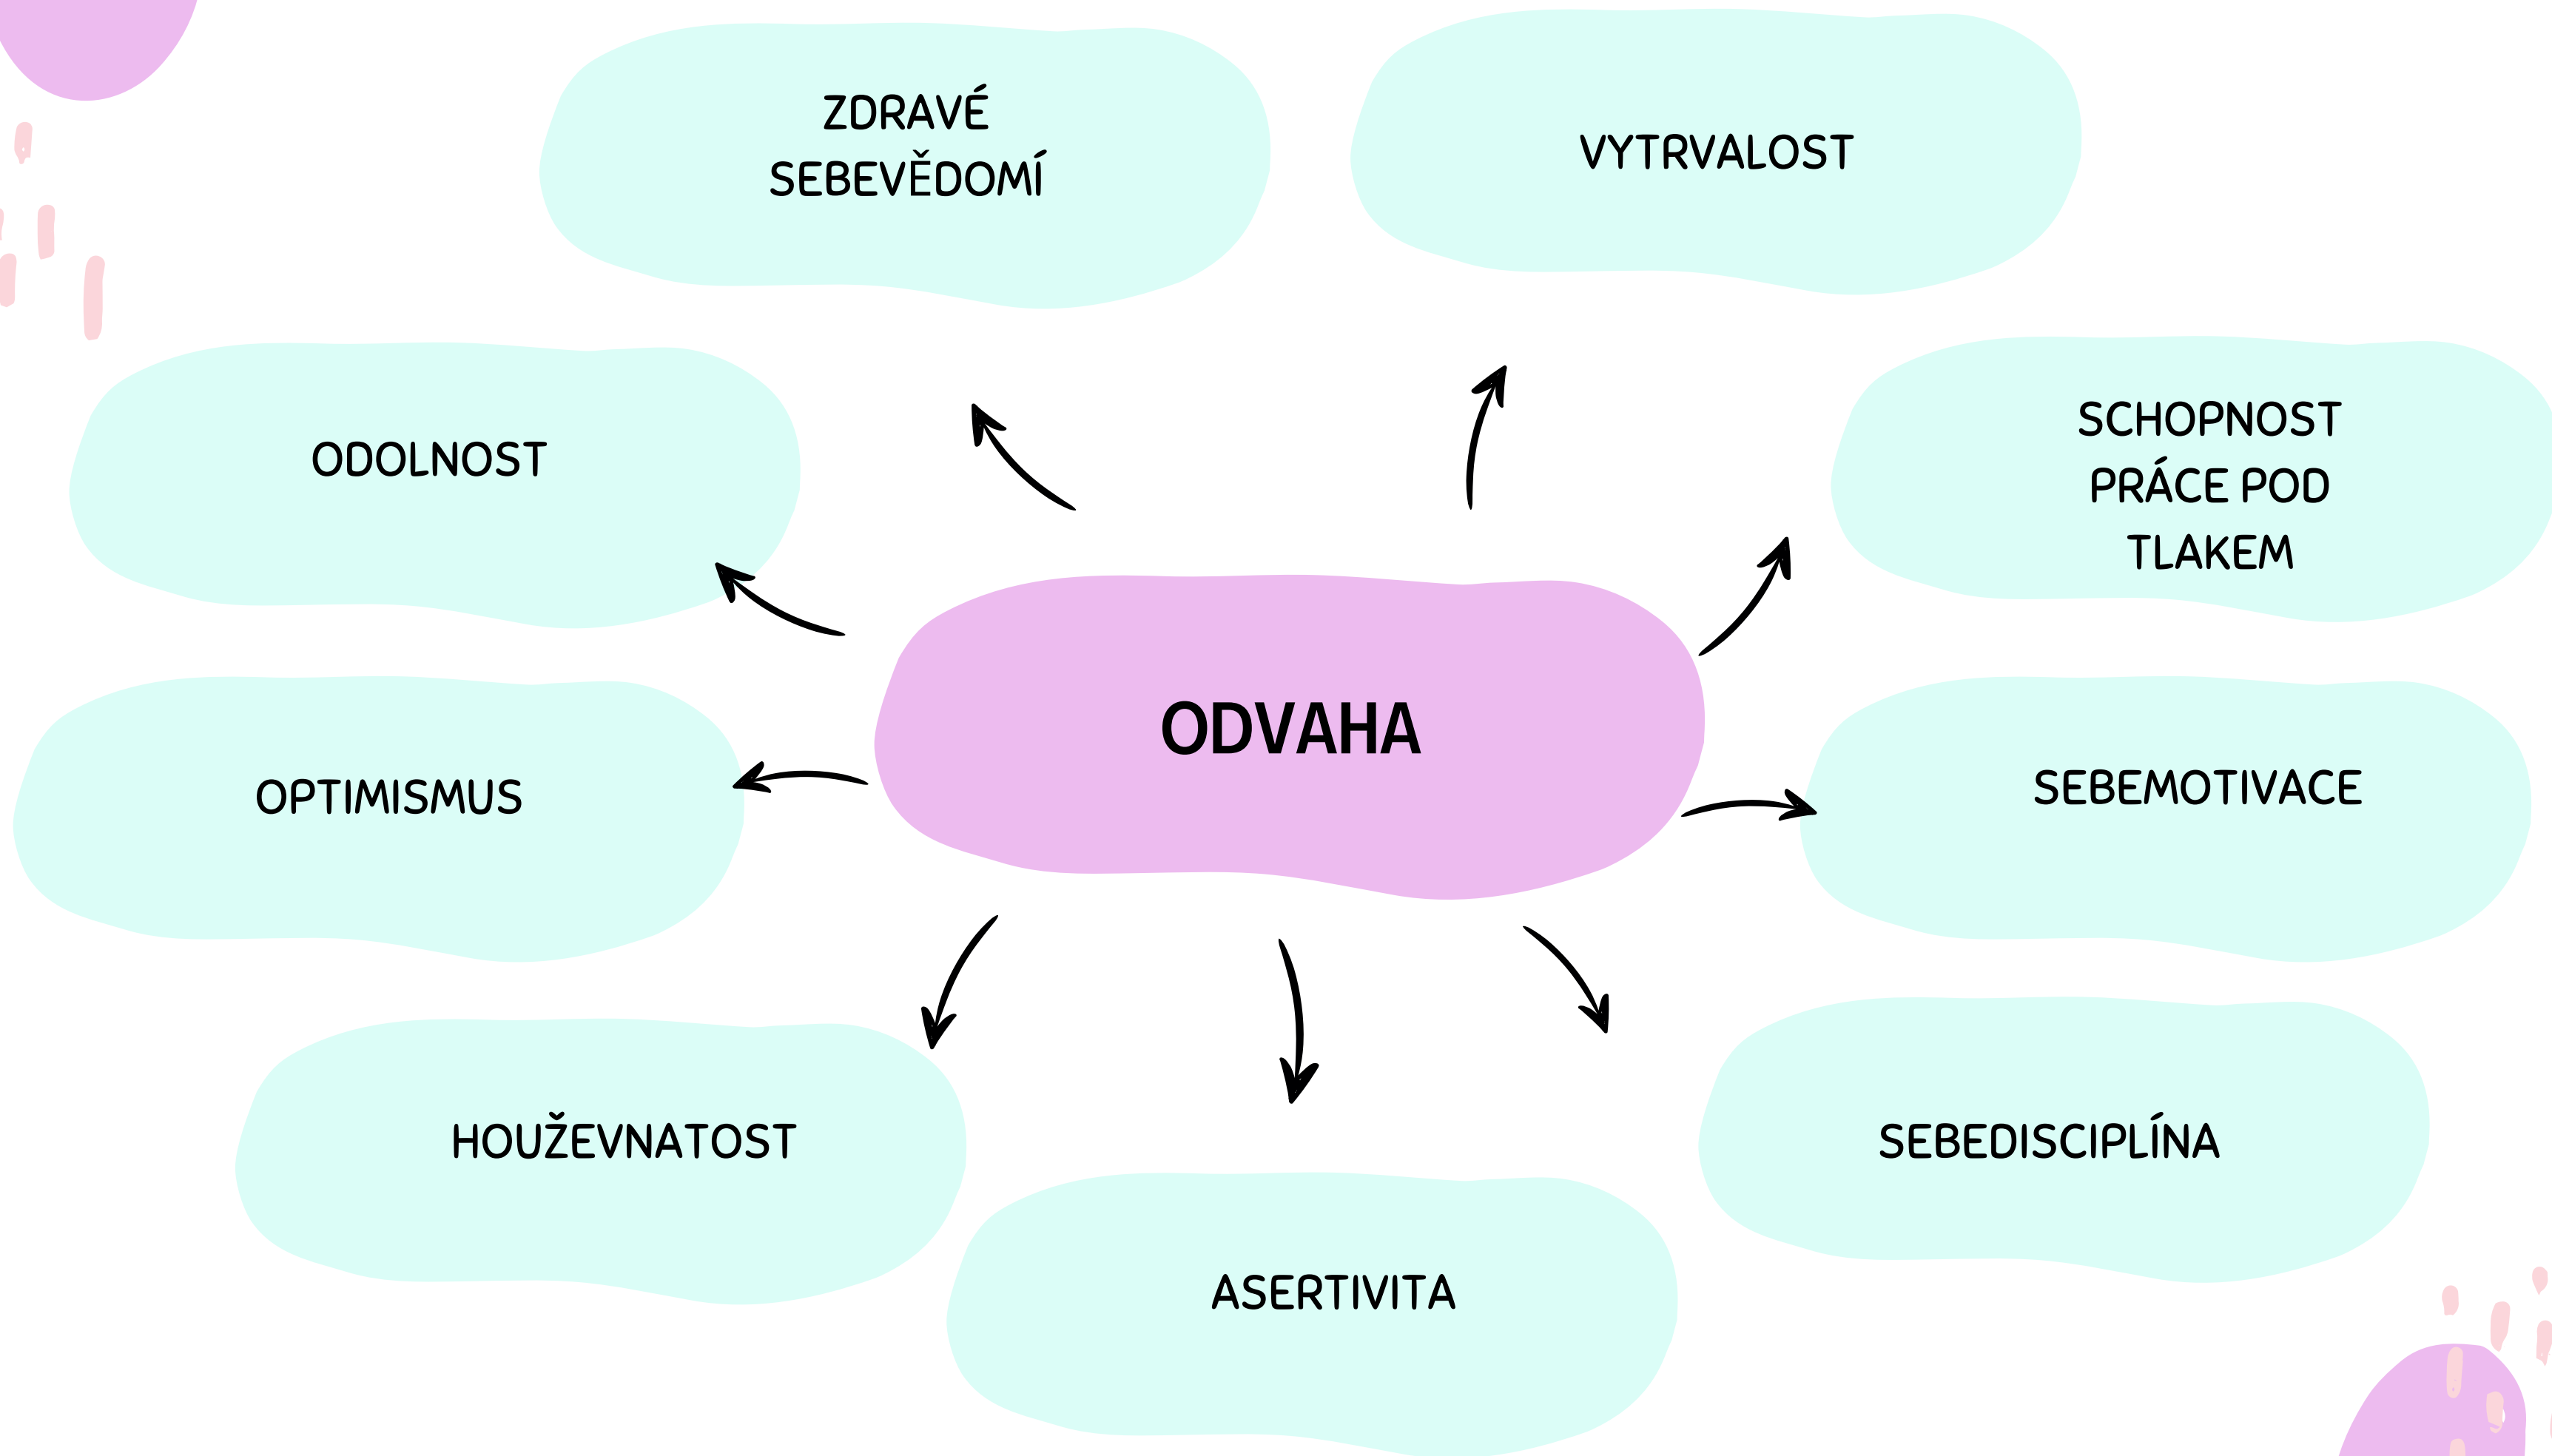 ZDRAVÉ
SEBEVĚDOMÍ
VYTRVALOST
ODOLNOST
SCHOPNOST
PRÁCE POD
TLAKEM
ODVAHA
OPTIMISMUS
SEBEMOTIVACE
HOUŽEVNATOST
SEBEDISCIPLÍNA
ASERTIVITA